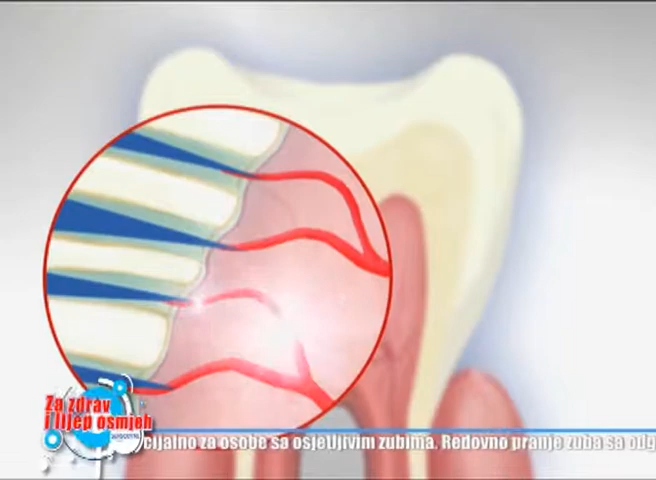 Za zdrav
i lijep osmjeh
cijalno za osobe sa osjetljivim zubima. Redovno pranje zuba sa odg